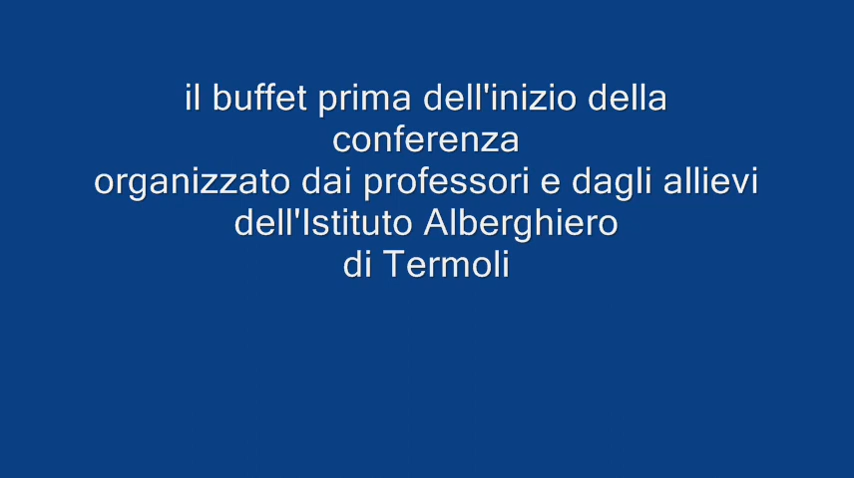 il buffet prima dell'inizio della
conferenza
organizzato dai professori e dagli allievi
dell'Istituto Alberghiero
di Termoli